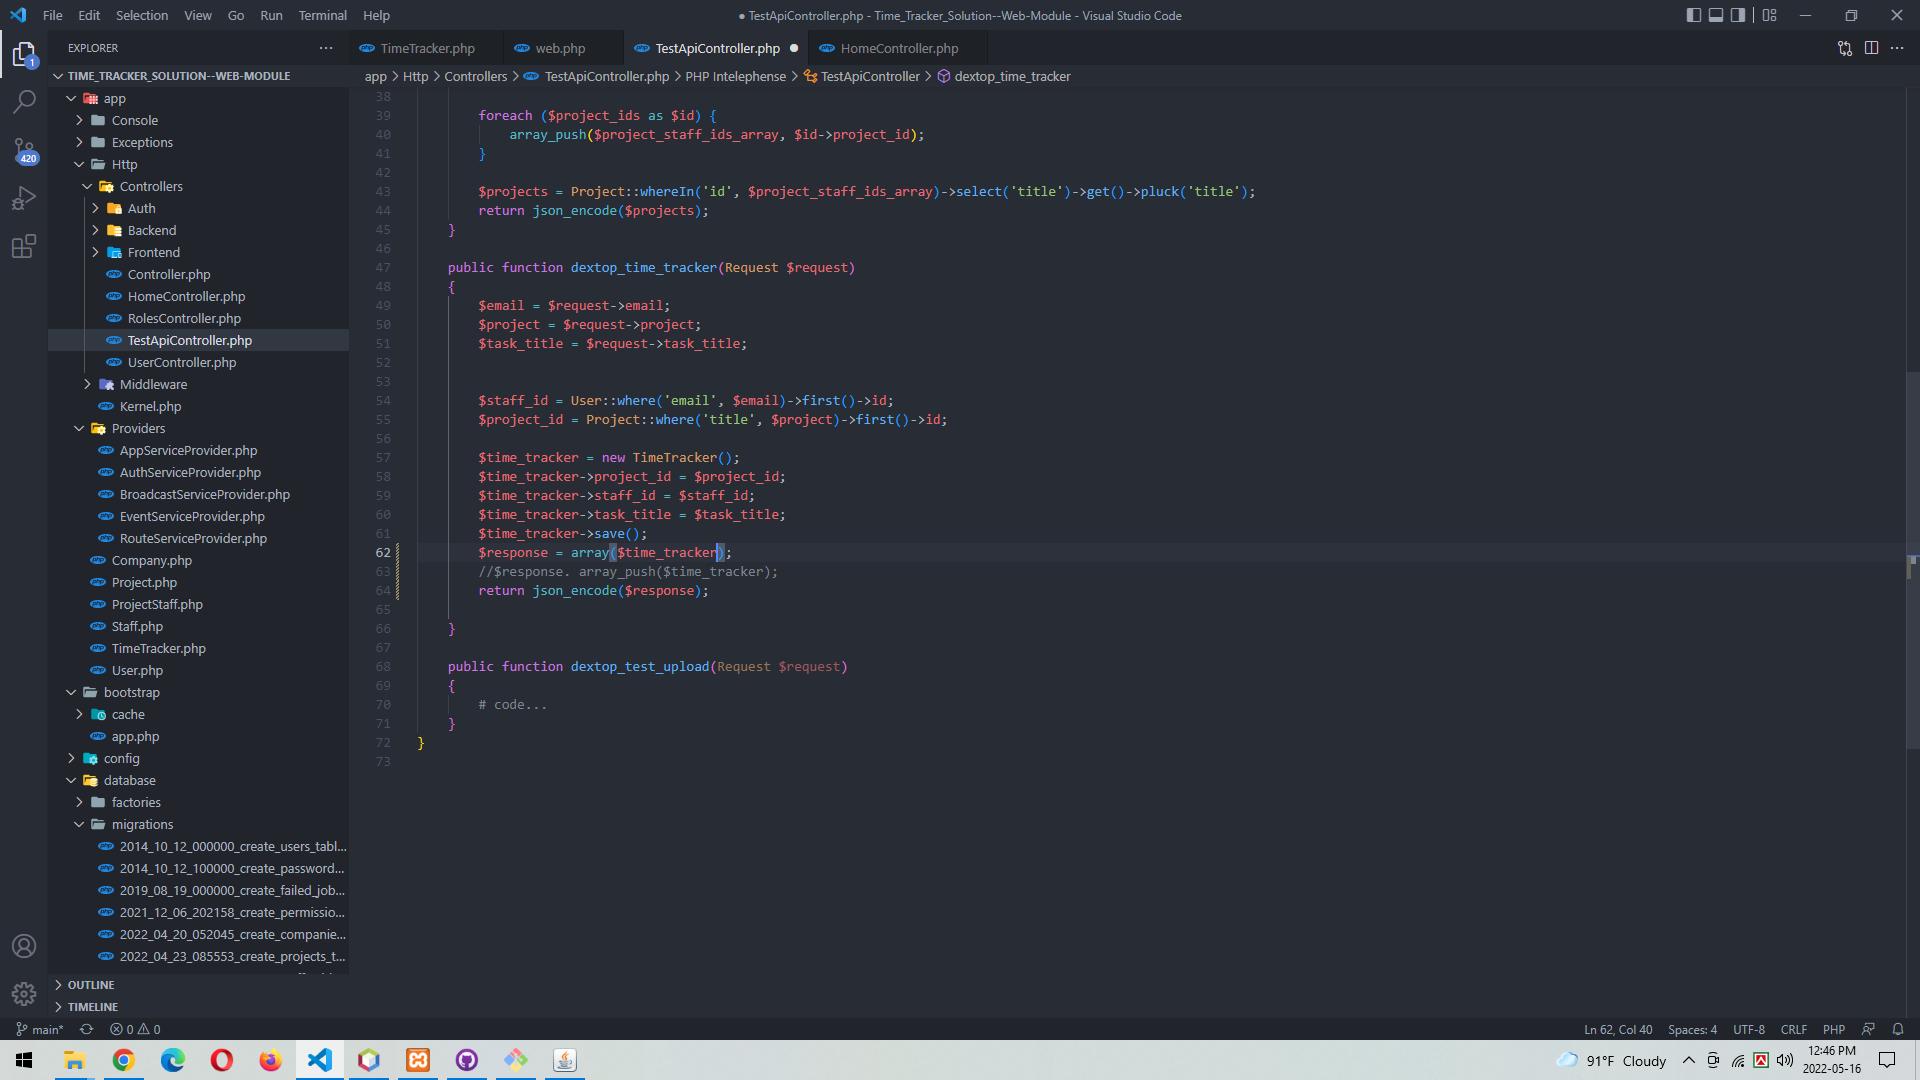 File Edit Selection View Go Run Terminal Help
● TestApiController.php - Time_Tracker_Solution--Web-Module - Visual Studio Code
EXPLORER
TimeTracker.php
web.php
TestApiController.php
HomeController.php
TIME_TRACKER_SOLUTION--WEB-MODULE
app > Http > Controllers > TestApiController.php > PHP Intelephense > TestApiController > dextop_time_tracker
1
420
app
Console
Exceptions
Http
Controllers
Auth
Backend
Frontend
Controller.php
HomeController.php
RolesController.php
TestApiController.php
UserController.php
Middleware
Kernel.php
Providers
AppServiceProvider.php
AuthServiceProvider.php
BroadcastServiceProvider.php
EventServiceProvider.php
RouteServiceProvider.php
Company.php
Project.php
ProjectStaff.php
Staff.php
TimeTracker.php
User.php
bootstrap
cache
app.php
config
database
factories
migrations
2014_10_12_000000_create_users_tabl...
2014_10_12_100000_create_password...
2019_08_19_000000_create_failed_job...
2021_12_06_202158_create_permissio...
2022_04_20_052045_create_companie...
2022_04_23_085553_create_projects_t...
OUTLINE
TIMELINE
38
39 foreach ($project_ids as $id) {
40 array_push($project_staff_ids_array, $id->project_id);
41 }
42
43 $projects = Project::whereIn('id', $project_staff_ids_array)->select('title')->get()->pluck('title');
44 return json_encode($projects);
45 }
46
47 public function dextop_time_tracker(Request $request)
48 {
49 $email = $request->email;
50 $project = $request->project;
51 $task_title = $request->task_title;
52
53
54 $staff_id = User::where('email', $email)->first()->id;
55 $project_id = Project::where('title', $project)->first()->id;
56
57 $time_tracker = new TimeTracker();
58 $time_tracker->project_id = $project_id;
59 $time_tracker->staff_id = $staff_id;
60 $time_tracker->task_title = $task_title;
61 $time_tracker->save();
62 $response = array($time_tracker);
63 //$response. array_push($time_tracker);
64 return json_encode($response);
65
66 }
67
68 public function dextop_test_upload(Request $request)
69 {
70 # code...
71 }
72 }
73
main* 0 0
Ln 62, Col 40 Spaces: 4 UTF-8 CRLF PHP
91°F Cloudy
12:46 PM
2022-05-16